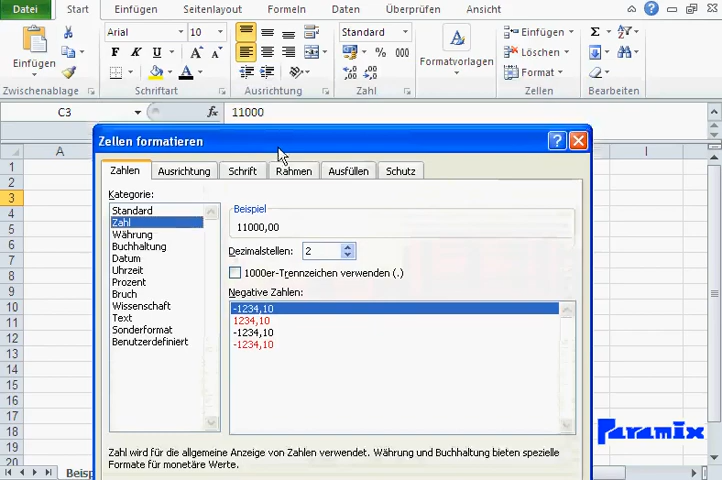 Datei Start Einfügen Seitenlayout Formeln Daten Überprüfen Ansicht
Arial 10 Standard Einfügen
F K U A A % 000 Löschen
Einfügen Formatvorlagen Format
Zwischenablage Schriftart Ausrichtung Zahl Zellen Bearbeiten
C3 fx 11000
A I
Zellen formatieren
Zahlen Ausrichtung Schrift Rahmen Ausfüllen Schutz
Kategorie:
Standard
Zahl
Währung
Buchhaltung
Datum
Uhrzeit
Prozent
Bruch
Wissenschaft
Text
Sonderformat
Benutzerdefiniert
Beispiel
11000,00
Dezimalstellen: 2
1000er-Trennzeichen verwenden (.)
Negative Zahlen:
-1234,10
1234,10
-1234,10
-1234,10
Zahl wird für die allgemeine Anzeige von Zahlen verwendet. Währung und Buchhaltung bieten spezielle
Formate für monetäre Werte.
1
2
3
4
5
6
7
8
9
10
11
12
13
14
15
16
17
18
19
20
Paramix